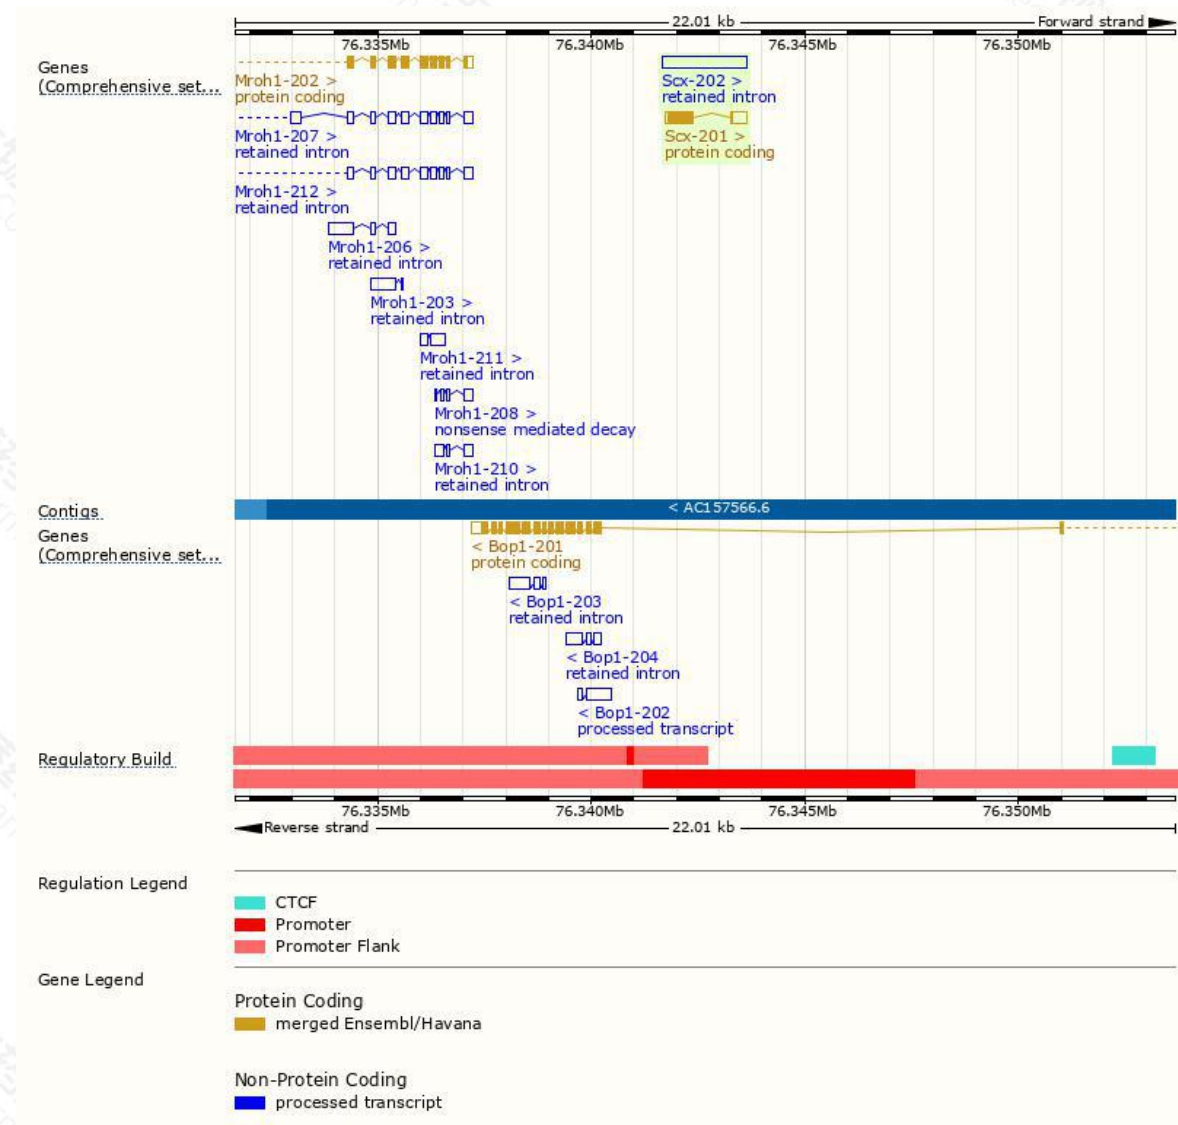 22.01 kb
Forward strand
76.335Mb 76.340Mb 76.345Mb 76.350Mb
Genes
(Comprehensive set...
Mroh1-202 >
protein coding
Scx-202 >
retained intron
Mroh1-207 >
retained intron
Scx-201 >
protein coding
Mroh1-212 >
retained intron
Mroh1-206 >
retained intron
Mroh1-203 >
retained intron
Mroh1-211 >
retained intron
Mroh1-208 >
nonsense mediated decay
Mroh1-210 >
retained intron
Contigs
< AC157566.6
Genes
(Comprehensive set...
< Bop1-201
protein coding
< Bop1-203
retained intron
< Bop1-204
retained intron
< Bop1-202
processed transcript
Regulatory Build
76.335Mb 76.340Mb 76.345Mb 76.350Mb
Reverse strand
22.01 kb
Regulation Legend
CTCF
Promoter
Promoter Flank
Gene Legend
Protein Coding
merged Ensembl/Havana
Non-Protein Coding
processed transcript